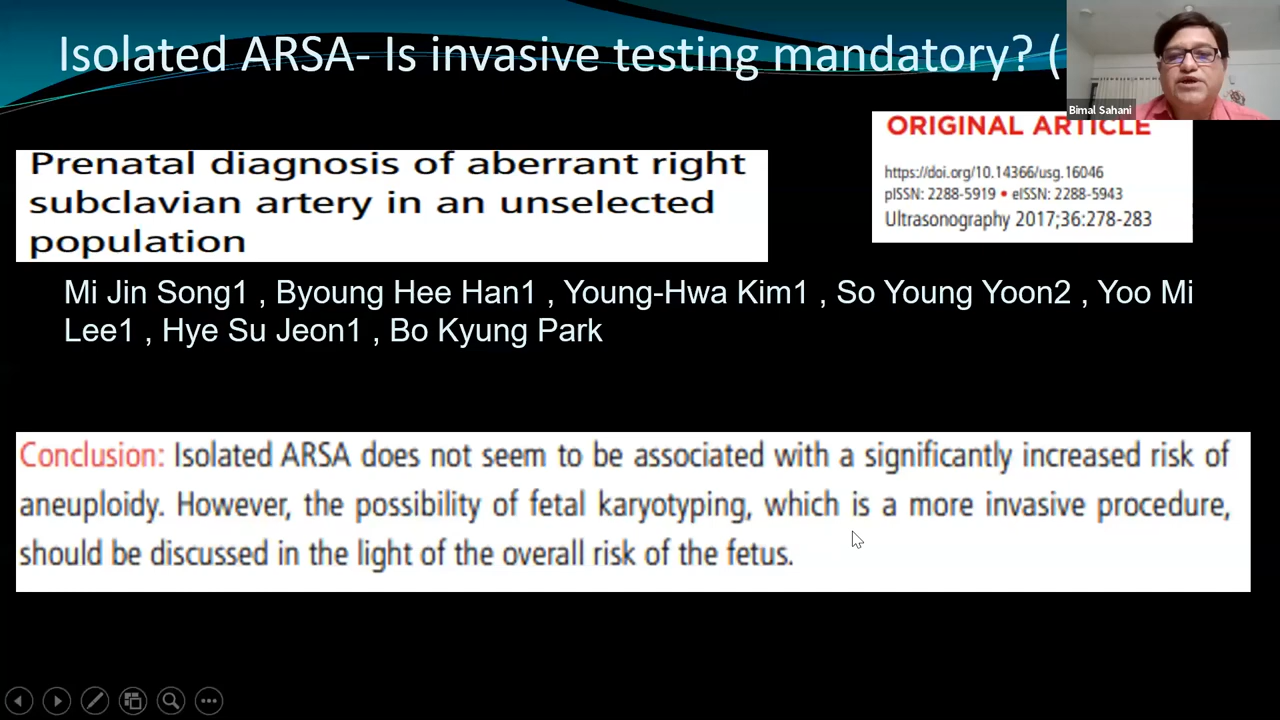 Isolated ARSA- Is invasive testing mandatory? (
Bimal Sahani
ORIGINAL ARTICLE
https://doi.org/10.14366/usg.16046
pISSN: 2288-5919 • eISSN: 2288-5943
Ultrasonography 2017;36:278-283
Prenatal diagnosis of aberrant right
subclavian artery in an unselected
population
Mi Jin Song1 , Byoung Hee Han1 , Young-Hwa Kim1 , So Young Yoon2 , Yoo Mi
Lee1 , Hye Su Jeon1 , Bo Kyung Park
Conclusion: Isolated ARSA does not seem to be associated with a significantly increased risk of
aneuploidy. However, the possibility of fetal karyotyping, which is a more invasive procedure,
should be discussed in the light of the overall risk of the fetus.